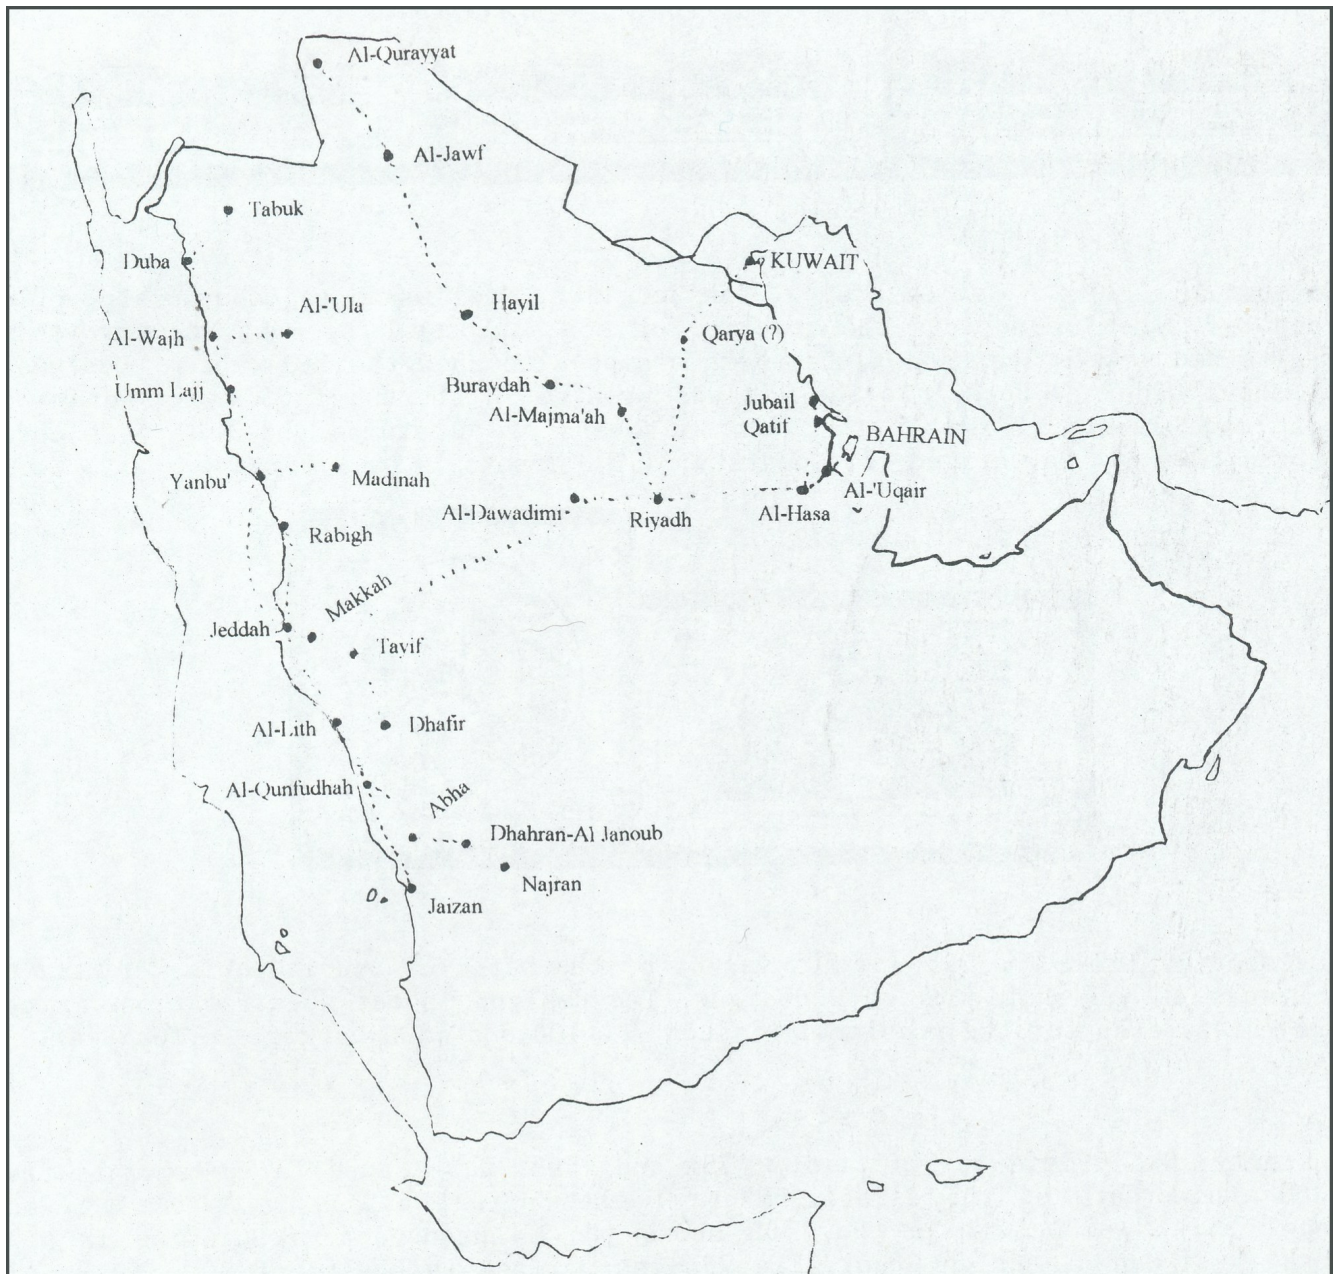 Al-Qurayyat
Al-Jawf
Tabuk
Duba
KUWAIT
Al-'Ula
Hayil
Al-Wajh
Qarya (?)
Umm Lajj
Buraydah
Al-Majma'ah
Jubail
Qatif
BAHRAIN
Yanbu'
Madinah
Al-'Uqair
Al-Dawadimi
Riyadh
Al-Hasa
Rabigh
Makkah
Jeddah
Tavif
Al-Lith
Dhafir
Al-Qunfudhah
Abha
Dhahran-Al Janoub
Najran
Jaizan